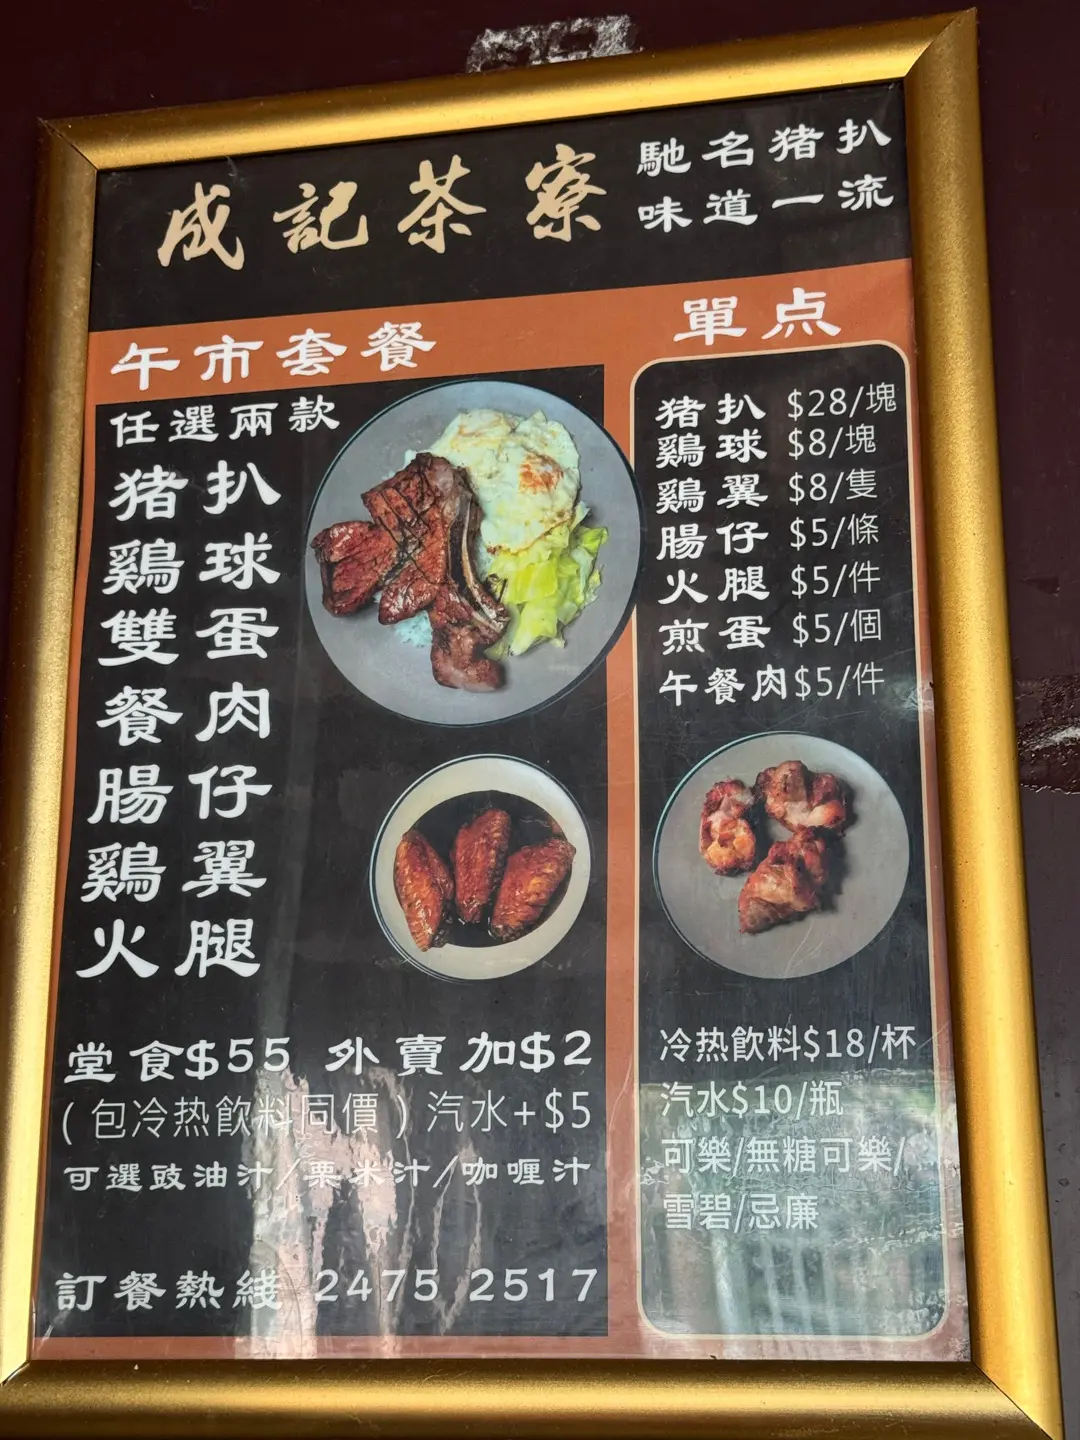 成記茶寮
馳名猪扒
味道一流
午市套餐
任選兩款
猪扒
鷄球
雙蛋
餐肉
腸仔
鷄翼
火腿
堂食$55 外賣加$2
(包冷热飲料同價)汽水+$5
可選豉油汁/粟米汁/咖喱汁
訂餐熱綫 2475 2517
單点
猪扒 $28/塊
鷄球 $8/塊
鷄翼 $8/隻
腸仔 $5/條
火腿 $5/件
煎蛋 $5/個
午餐肉$5/件
冷热飲料$18/杯
汽水$10/瓶
可樂/無糖可樂/
雪碧/忌廉